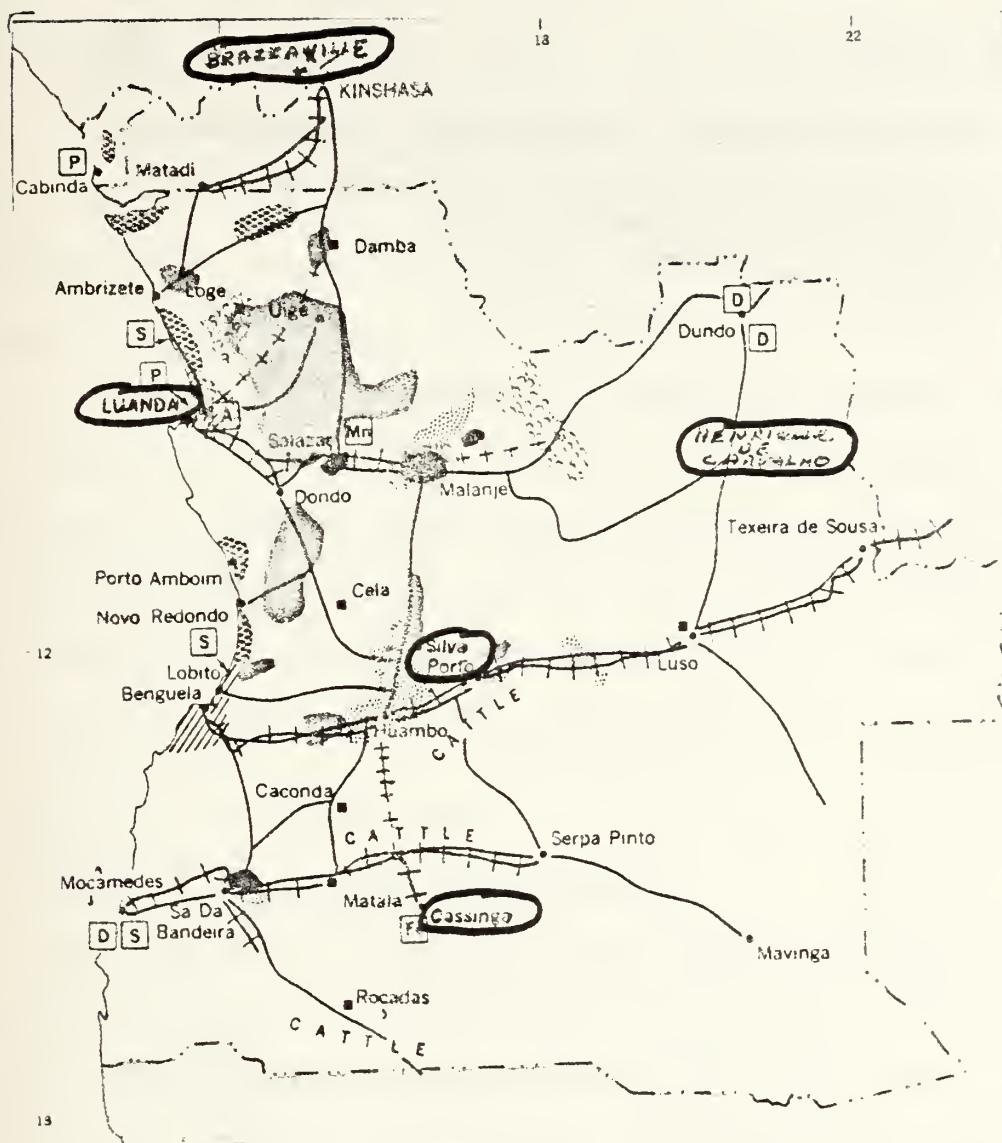 18
22
BRAZZAVILLE
KINSHASA
P
Matadi
Cabinda
Damba
Ambrizete
Loge
Uige
S
D
Dundo
D
P
LUANDA
A
Salazar
Mn
HENRIQUE
DE
CARVALHO
Malanje
Dondo
Texeira de Sousa
Porto Amboim
Cela
Novo Redondo
S
12
Silva
Porto
Lobito
Luso
Benguela
Huambo
CATTLE
Caconda
CATTLE
Serpa Pinto
Mocamedes
Matala
Cassinga
Sa Da
Bandeira
D
S
F
Mavinga
Rocadas
CATTLE
13